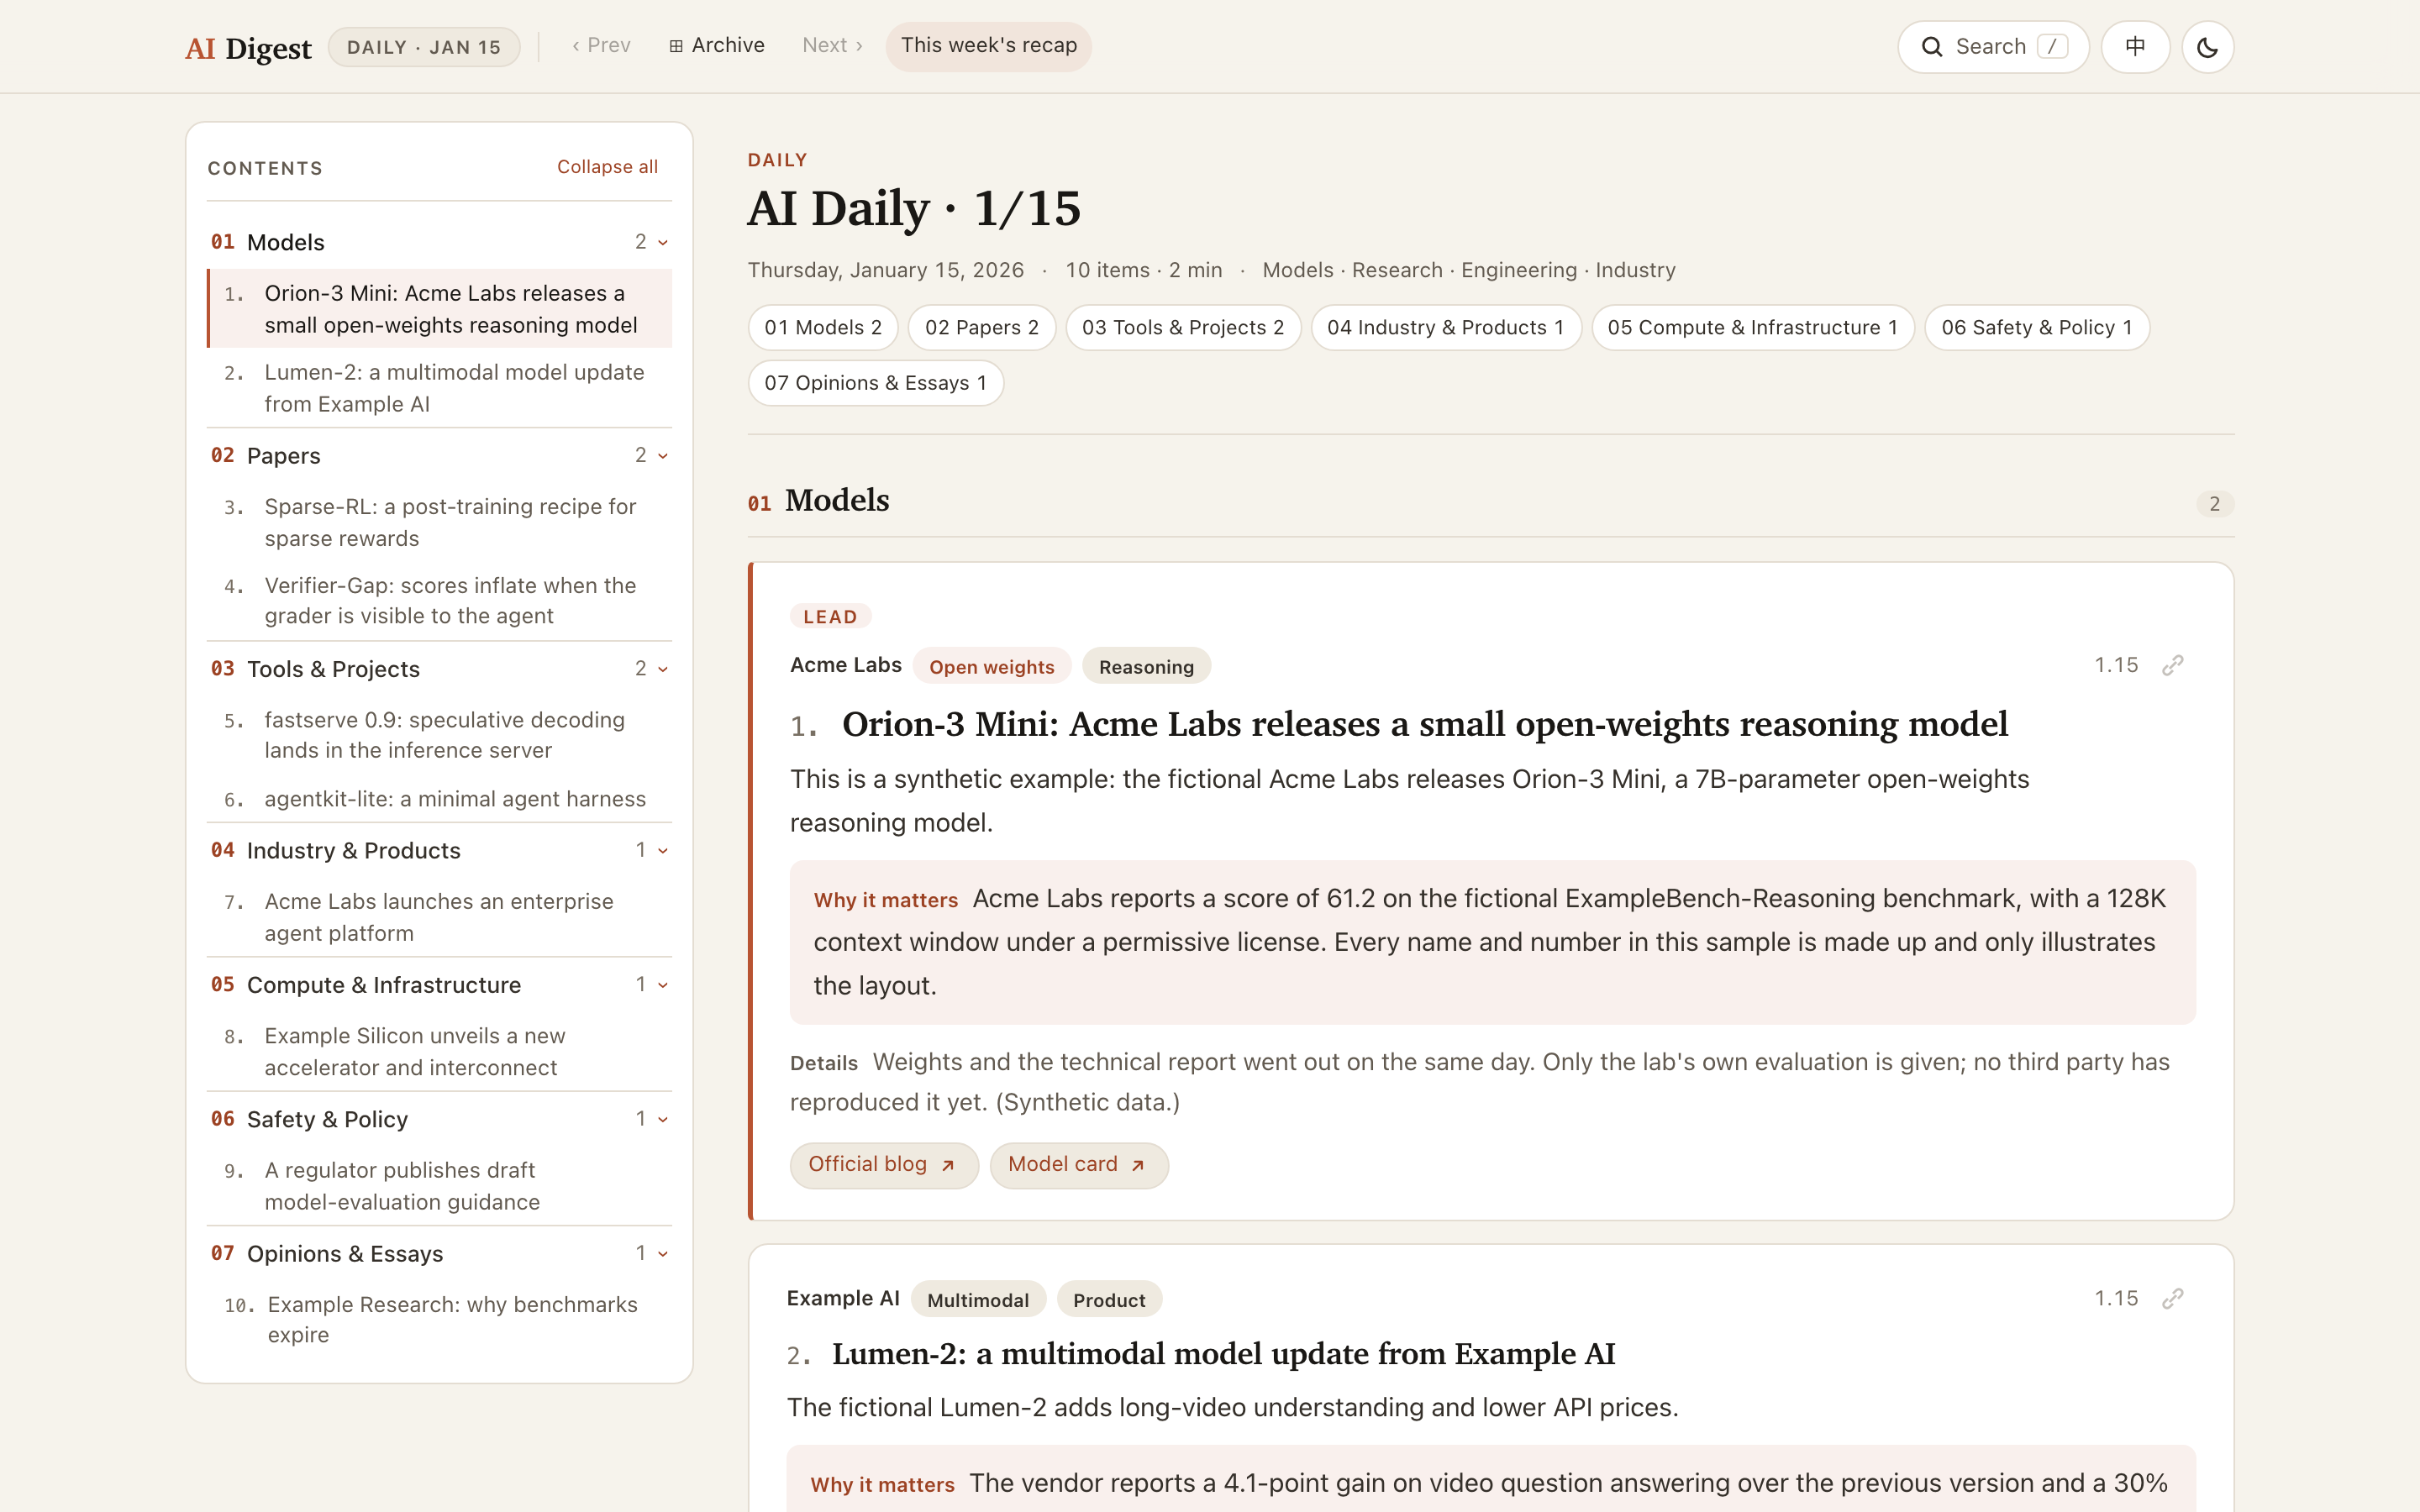 AI Digest DAILY · JAN 15 ‹ Prev Archive Next › This week's recap Search / 中
CONTENTS Collapse all
01 Models 2
1. Orion-3 Mini: Acme Labs releases a
small open-weights reasoning model
2. Lumen-2: a multimodal model update
from Example AI
02 Papers 2
3. Sparse-RL: a post-training recipe for
sparse rewards
4. Verifier-Gap: scores inflate when the
grader is visible to the agent
03 Tools & Projects 2
5. fastserve 0.9: speculative decoding
lands in the inference server
6. agentkit-lite: a minimal agent harness
04 Industry & Products 1
7. Acme Labs launches an enterprise
agent platform
05 Compute & Infrastructure 1
8. Example Silicon unveils a new
accelerator and interconnect
06 Safety & Policy 1
9. A regulator publishes draft
model-evaluation guidance
07 Opinions & Essays 1
10. Example Research: why benchmarks
expire
DAILY
AI Daily · 1/15
Thursday, January 15, 2026 · 10 items · 2 min · Models · Research · Engineering · Industry
01 Models 2 02 Papers 2 03 Tools & Projects 2 04 Industry & Products 1 05 Compute & Infrastructure 1 06 Safety & Policy 1
07 Opinions & Essays 1
01 Models 2
LEAD
Acme Labs Open weights Reasoning 1.15
1. Orion-3 Mini: Acme Labs releases a small open-weights reasoning model
This is a synthetic example: the fictional Acme Labs releases Orion-3 Mini, a 7B-parameter open-weights
reasoning model.
Why it matters Acme Labs reports a score of 61.2 on the fictional ExampleBench-Reasoning benchmark, with a 128K
context window under a permissive license. Every name and number in this sample is made up and only illustrates
the layout.
Details Weights and the technical report went out on the same day. Only the lab's own evaluation is given; no third party has
reproduced it yet. (Synthetic data.)
Official blog ↗ Model card ↗
Example AI Multimodal Product 1.15
2. Lumen-2: a multimodal model update from Example AI
The fictional Lumen-2 adds long-video understanding and lower API prices.
Why it matters The vendor reports a 4.1-point gain on video question answering over the previous version and a 30%